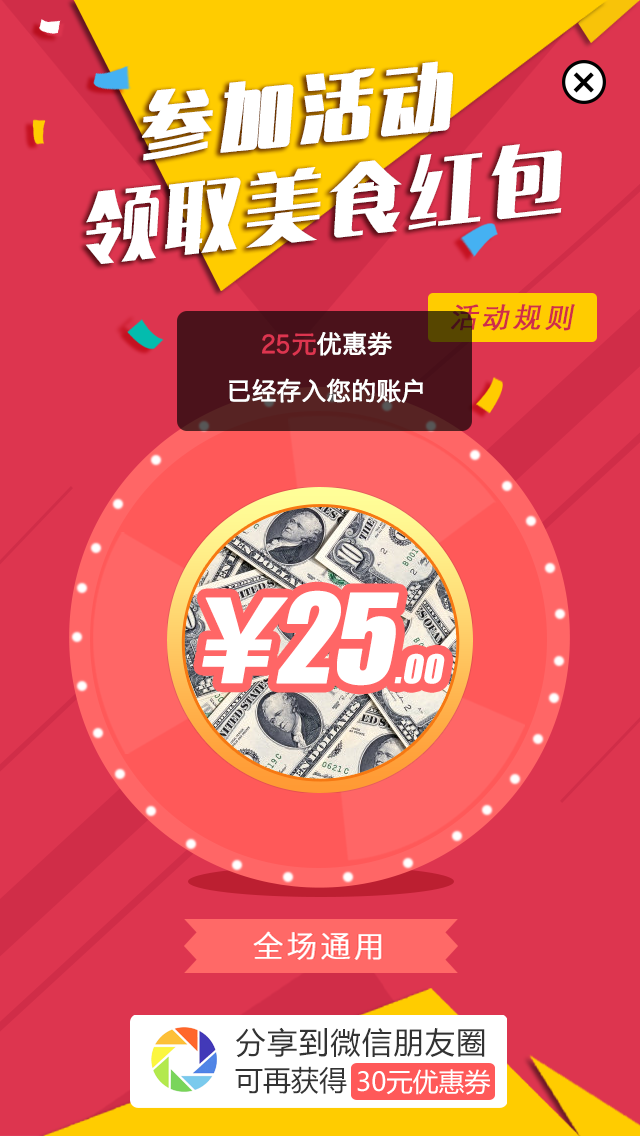 参加活动
领取美食红包
活动规则
25元优惠券
已经存入您的账户
¥25.00
全场通用
分享到微信朋友圈
可再获得 30元优惠券